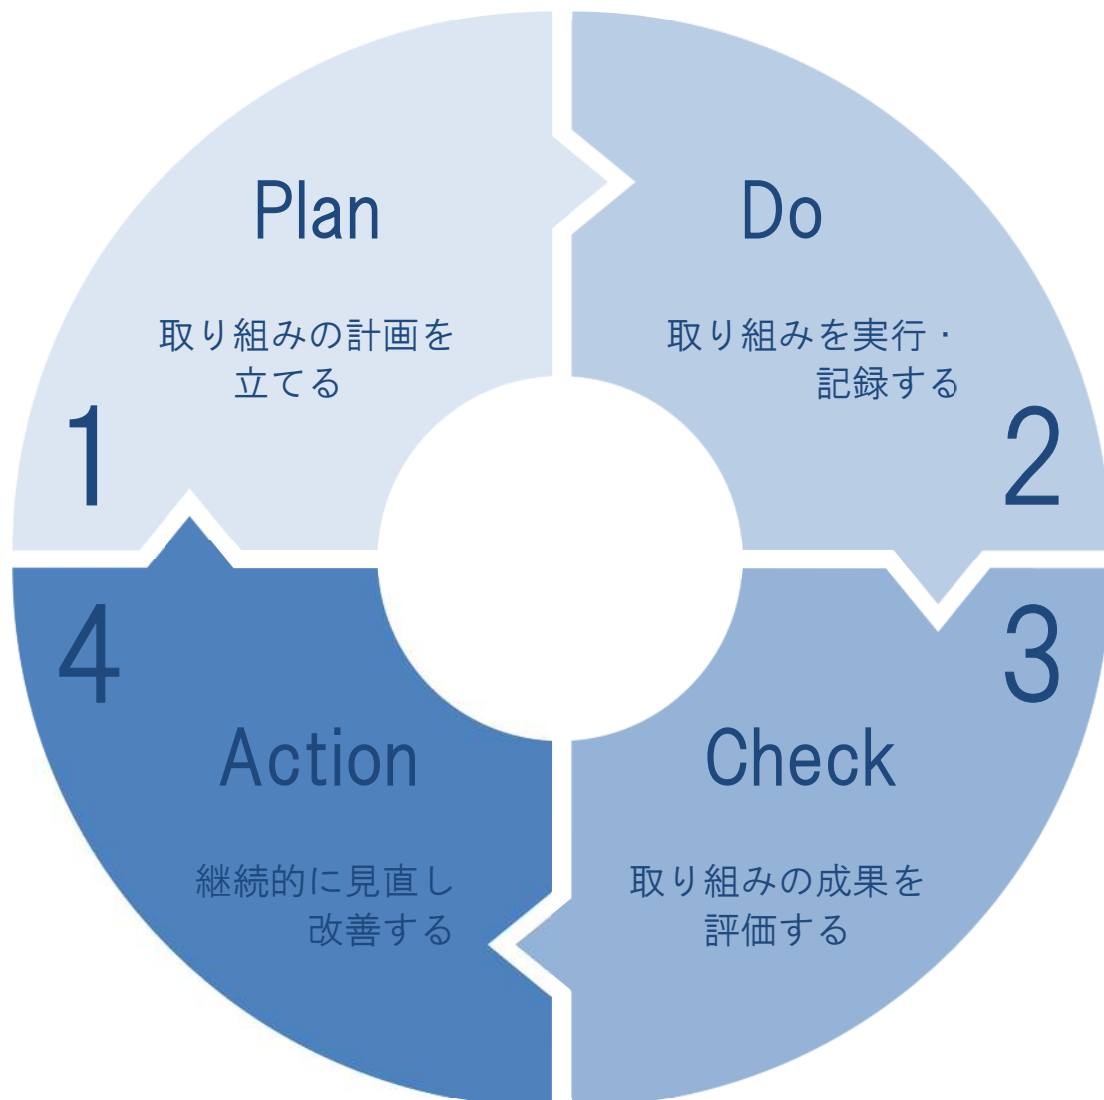 1
Plan
取り組みの計画を
立てる
2
Do
取り組みを実行・
記録する
3
Check
取り組みの成果を
評価する
4
Action
継続的に見直し
改善する